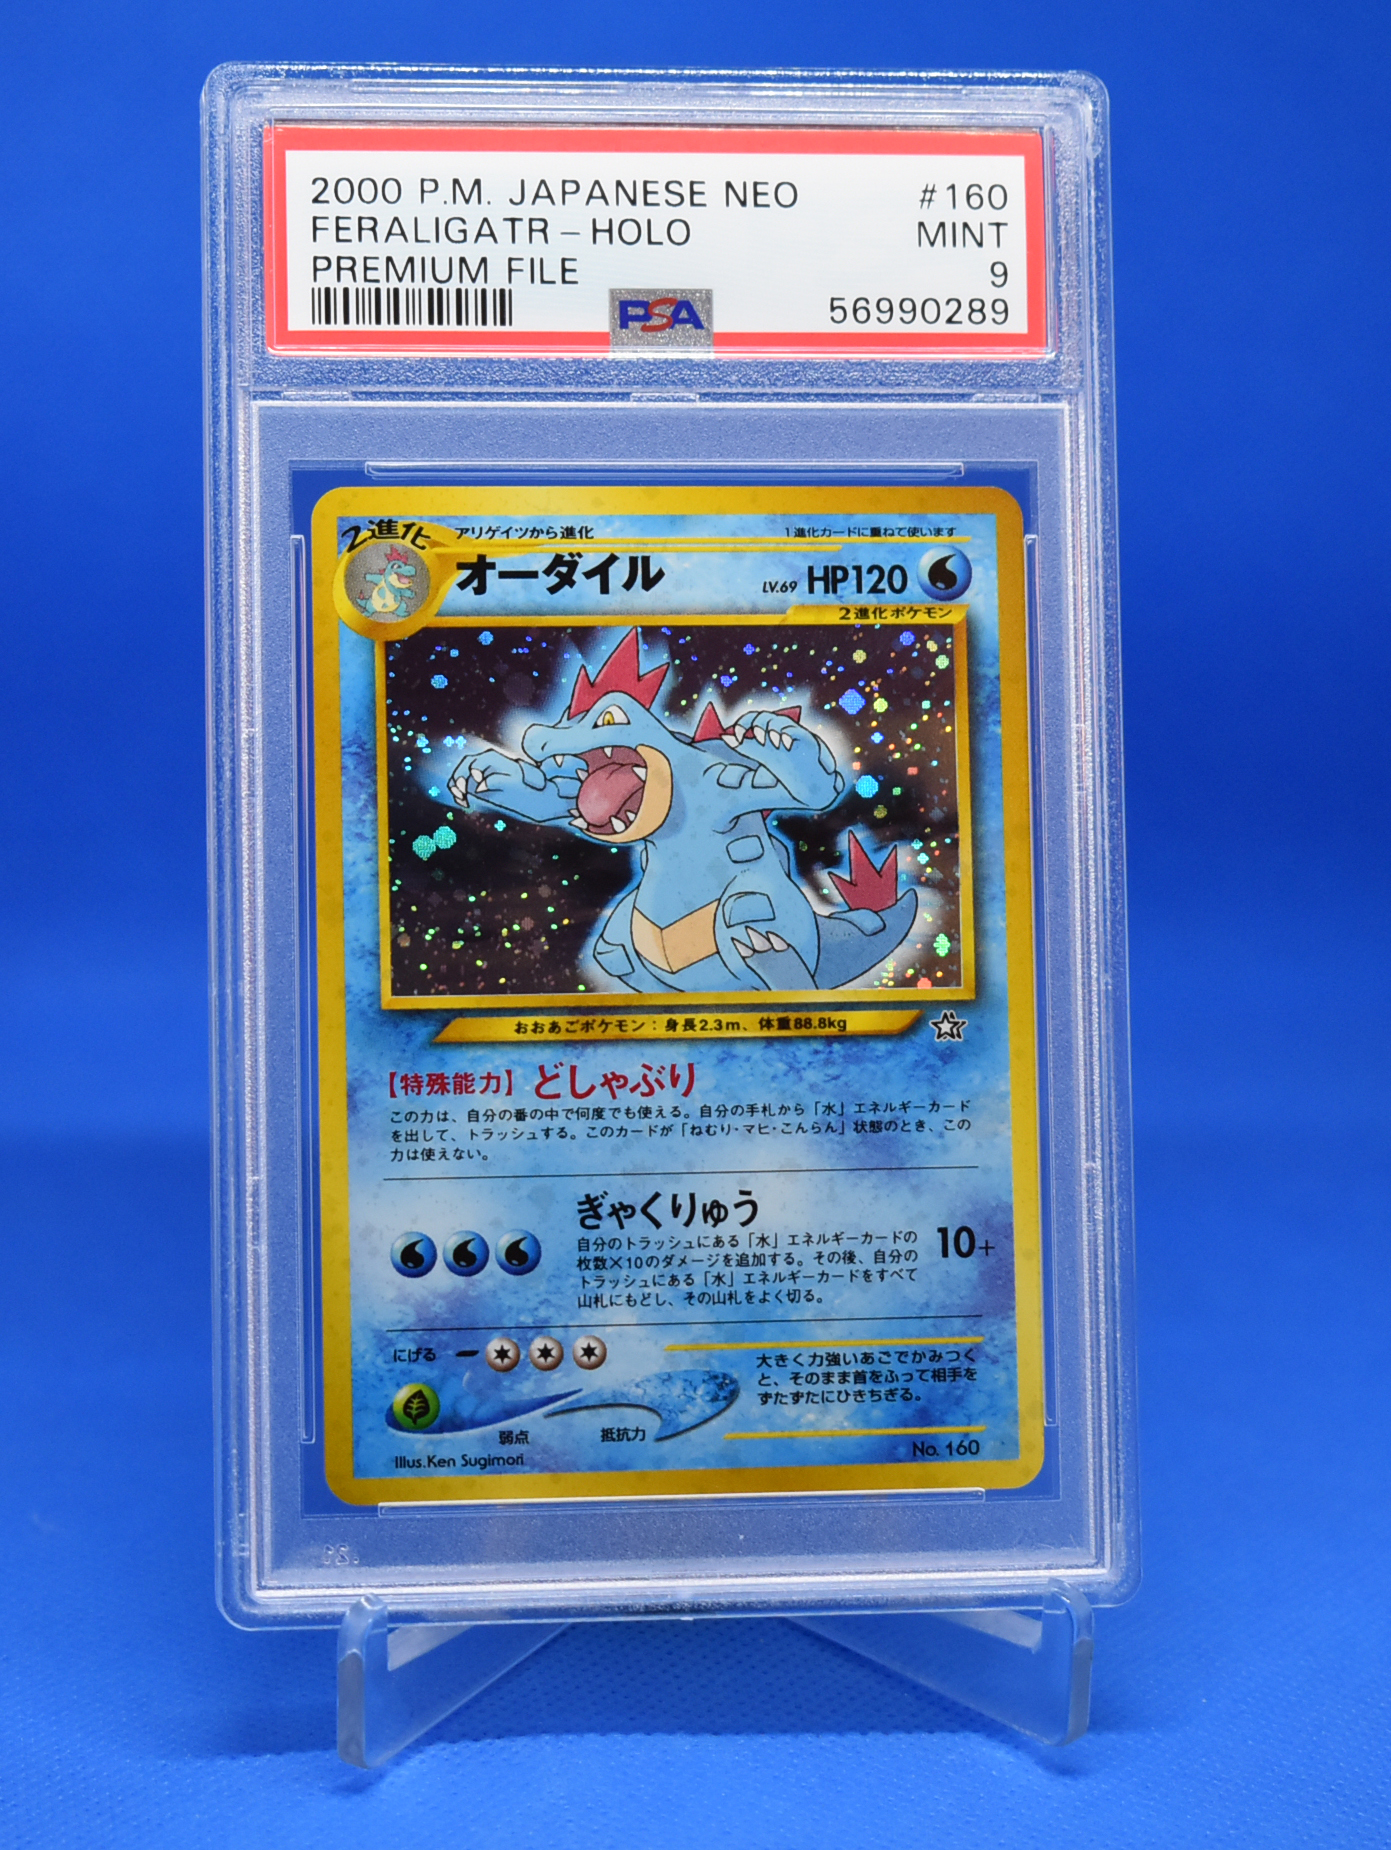 2000 P.M. JAPANESE NEO #160
FERALIGATR - HOLO MINT
PREMIUM FILE 9
PSA 56990289
2進化 アリゲイツから進化 1進化カードに重ねて使います
オーダイル LV.69 HP120
2進化ポケモン
おおあごポケモン:身長2.3m、体重88.8kg
【特殊能力】どしゃぶり
この力は、自分の番の中で何度でも使える。自分の手札から「水」エネルギーカード
を出して、トラッシュする。このカードが「ねむり・マヒ・こんらん」状態のとき、この
力は使えない。
ぎゃくりゅう
自分のトラッシュにある「水」エネルギーカードの
枚数×10のダメージを追加する。その後、自分の
トラッシュにある「水」エネルギーカードをすべて
山札にもどし、その山札をよく切る。
10+
にげる
弱点 抵抗力
大きく力強いあごでかみつく
と、そのまま首をふって相手を
ずたずたにひきちぎる。
Illus. Ken Sugimori No. 160